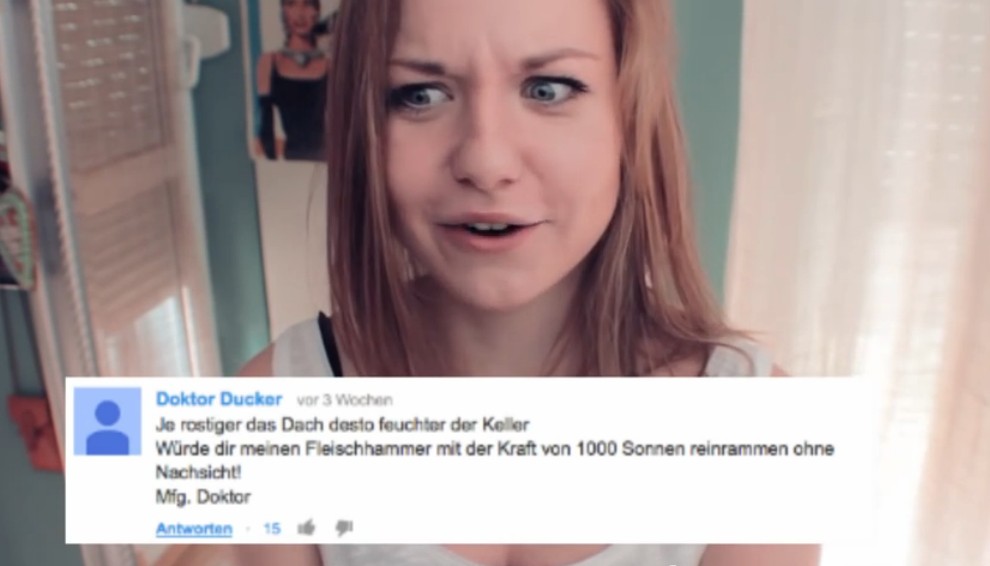 Doktor Ducker vor 3 Wochen
Je rostiger das Dach desto feuchter der Keller
Würde dir meinen Fleischhammer mit der Kraft von 1000 Sonnen reinrammen ohne
Nachsicht!
Mfg. Doktor
Antworten · 15